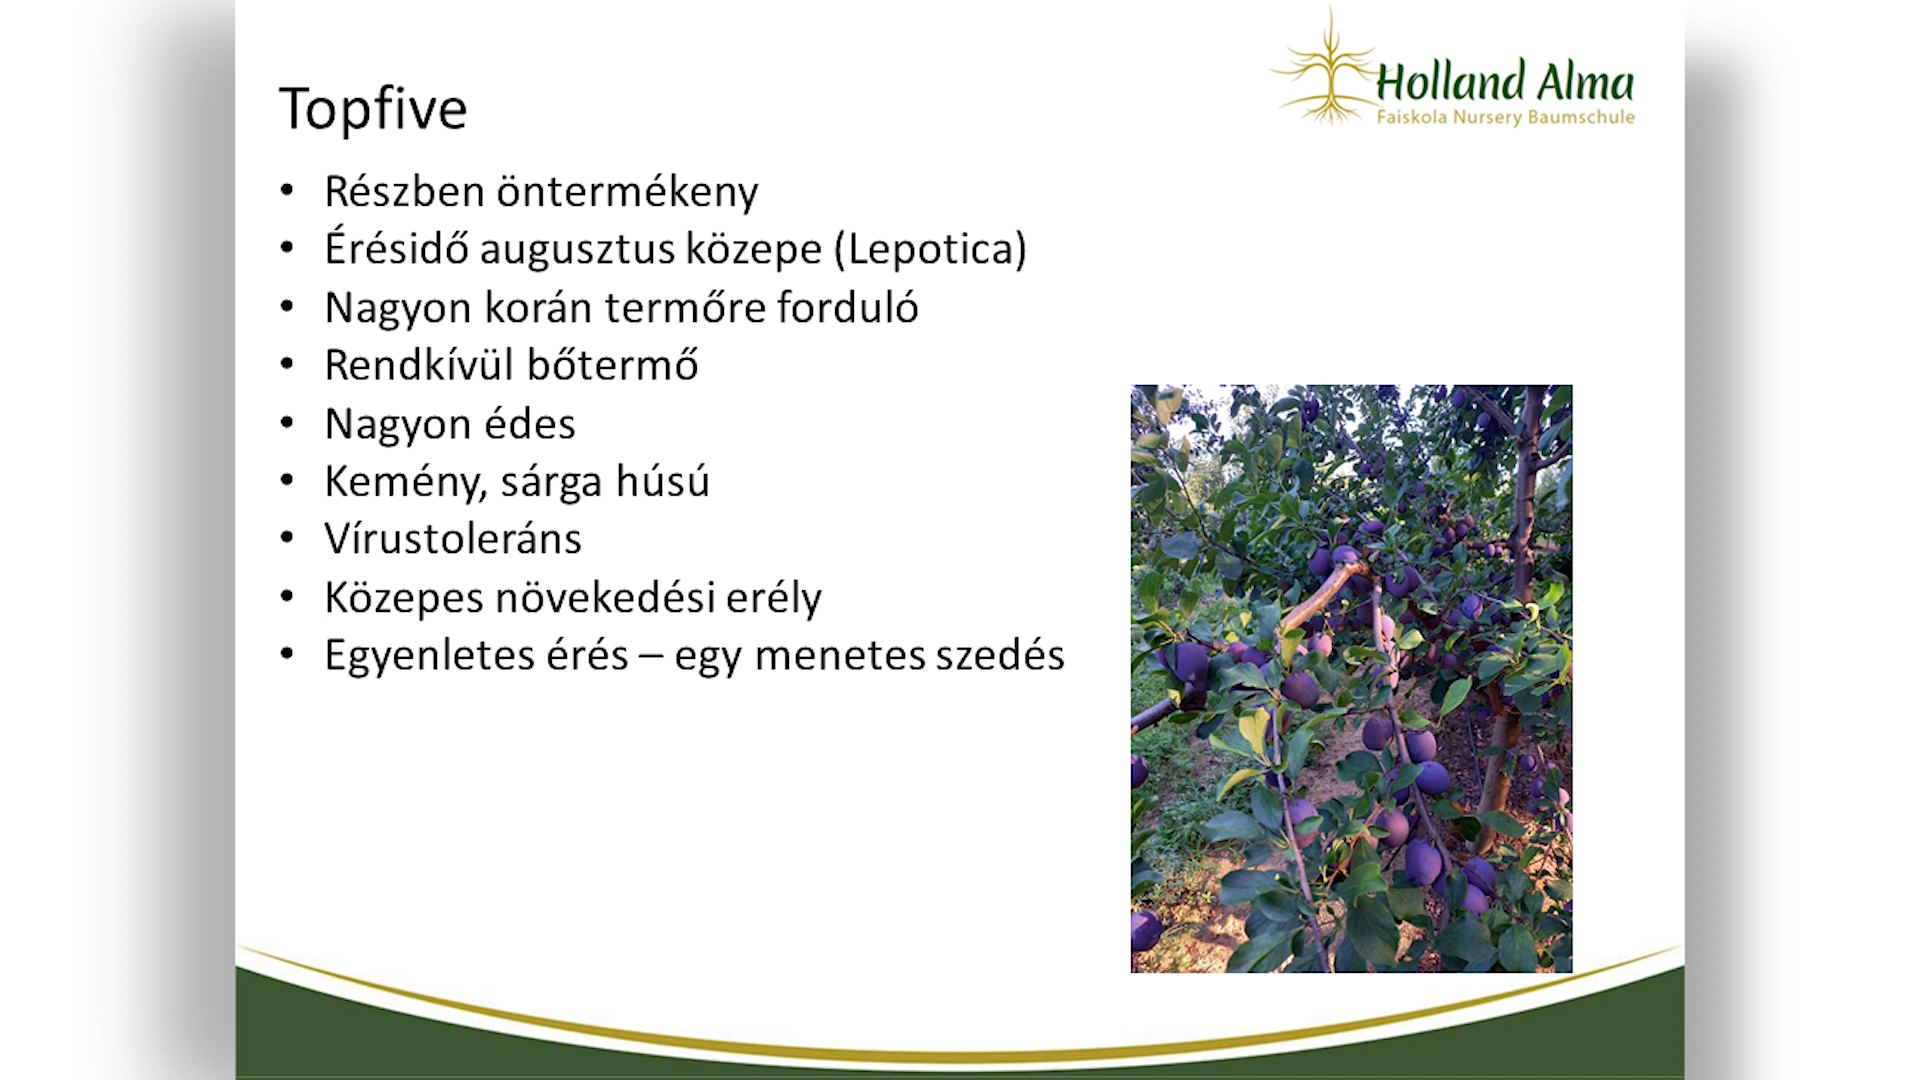 Holland Alma
Faiskola Nursery Baumschule
Topfive
• Részben öntermékeny
• Érésidő augusztus közepe (Lepotica)
• Nagyon korán termőre forduló
• Rendkívül bőtermő
• Nagyon édes
• Kemény, sárga húsú
• Vírustoleráns
• Közepes növekedési erély
• Egyenletes érés – egy menetes szedés